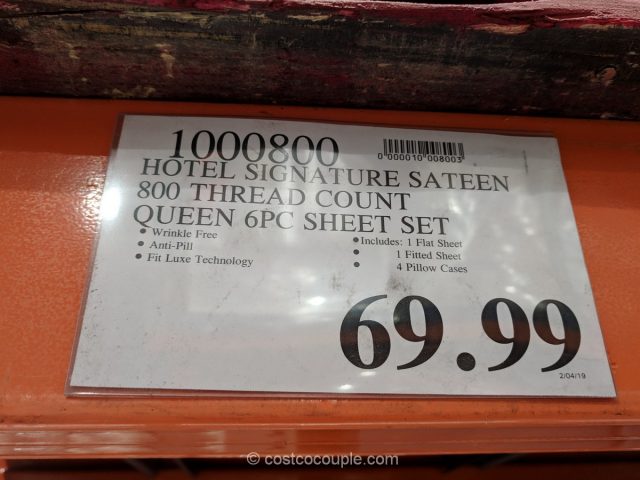 1000800
0 000010 008003
HOTEL SIGNATURE SATEEN
800 THREAD COUNT
QUEEN 6PC SHEET SET
• Wrinkle Free
• Anti-Pill
• Fit Luxe Technology
• Includes: 1 Flat Sheet
• 1 Fitted Sheet
• 4 Pillow Cases
69.99
2/04/19
© costcocouple.com